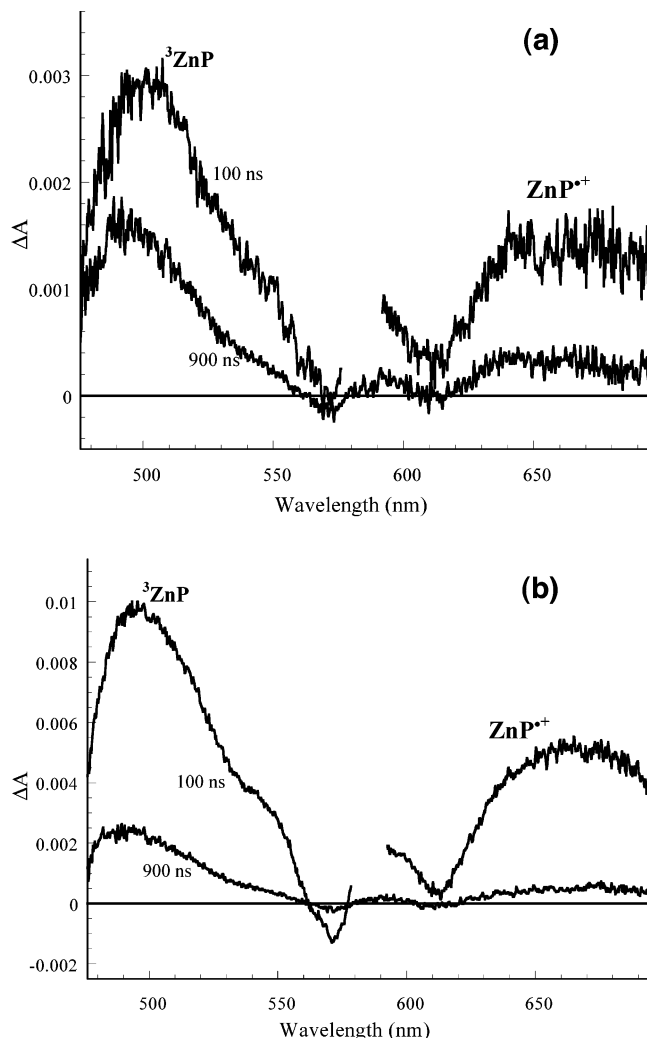 (a)
³ZnP
0.003
100 ns
0.002
ZnP•+
ΔA
0.001
900 ns
0
500
550
600
650
Wavelength (nm)
(b)
³ZnP
0.01
0.008
ZnP•+
0.006
ΔA
100 ns
0.004
0.002
900 ns
0
-0.002
500
550
600
650
Wavelength (nm)